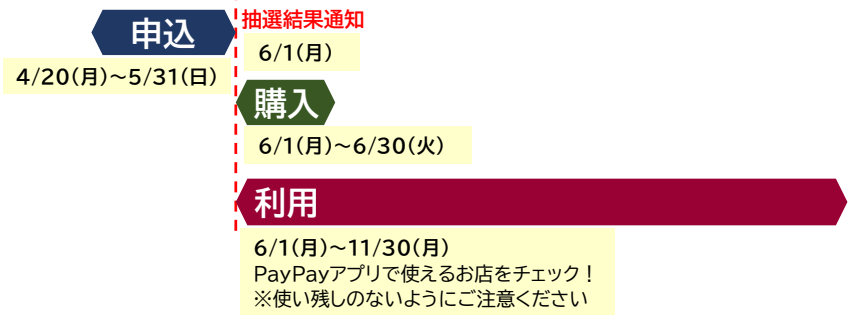 申込
4/20(月)~5/31(日)
抽選結果通知
6/1(月)
購入
6/1(月)~6/30(火)
利用
6/1(月)~11/30(月)
PayPayアプリで使えるお店をチェック！
※使い残しのないようにご注意ください